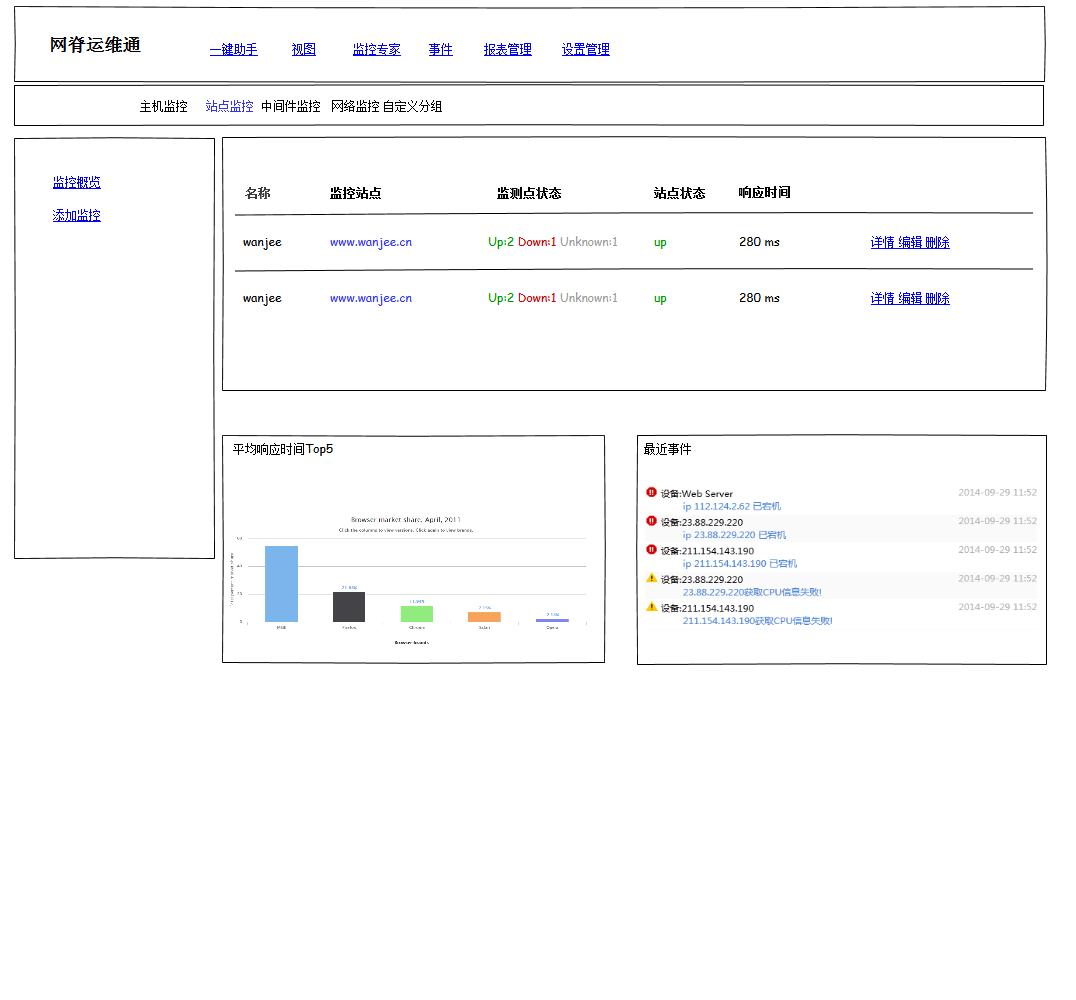 网脊运维通 一键助手 视图 监控专家 事件 报表管理 设置管理
主机监控 站点监控 中间件监控 网络监控 自定义分组
监控概览
添加监控
名称 监控站点 监测点状态 站点状态 响应时间
wanjee www.wanjee.cn Up:2 Down:1 Unknown:1 up 280 ms 详情 编辑 删除
wanjee www.wanjee.cn Up:2 Down:1 Unknown:1 up 280 ms 详情 编辑 删除
平均响应时间Top5
Browser market share, April, 2011
Click the columns to view versions. Click again to view brands.
MSIE Firefox Chrome Safari Opera
Browser brands
最近事件
设备:Web Server 2014-09-29 11:52
ip 112.124.2.62 已宕机
设备:23.88.229.220 2014-09-29 11:52
ip 23.88.229.220 已宕机
设备:211.154.143.190 2014-09-29 11:52
ip 211.154.143.190 已宕机
设备:23.88.229.220 2014-09-29 11:52
23.88.229.220获取CPU信息失败!
设备:211.154.143.190 2014-09-29 11:52
211.154.143.190获取CPU信息失败!